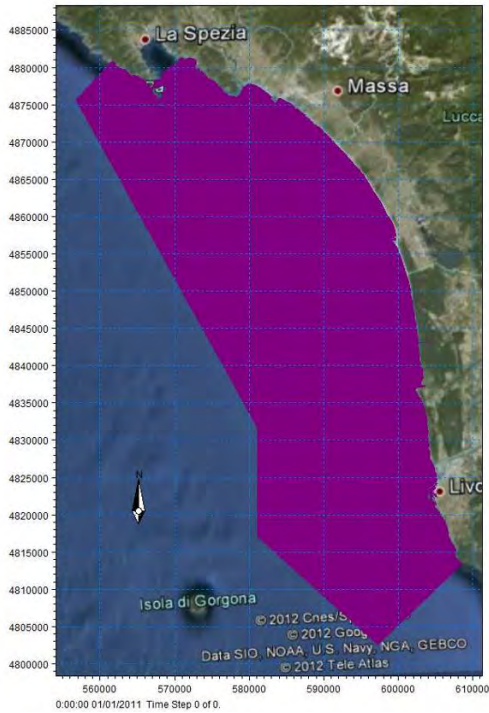 4885000
4880000
4875000
4870000
4865000
4860000
4855000
4850000
4845000
4840000
4835000
4830000
4825000
4820000
4815000
4810000
4805000
4800000
La Spezia
Massa
Lucca
Livo
N
Isola di Gorgona
© 2012 Cnes/S
© 2012 Goog
Data SIO, NOAA, U.S. Navy, NGA, GEBCO
© 2012 Tele Atlas
560000 570000 580000 590000 600000 610000
0:00:00 01/01/2011 Time Step 0 of 0.